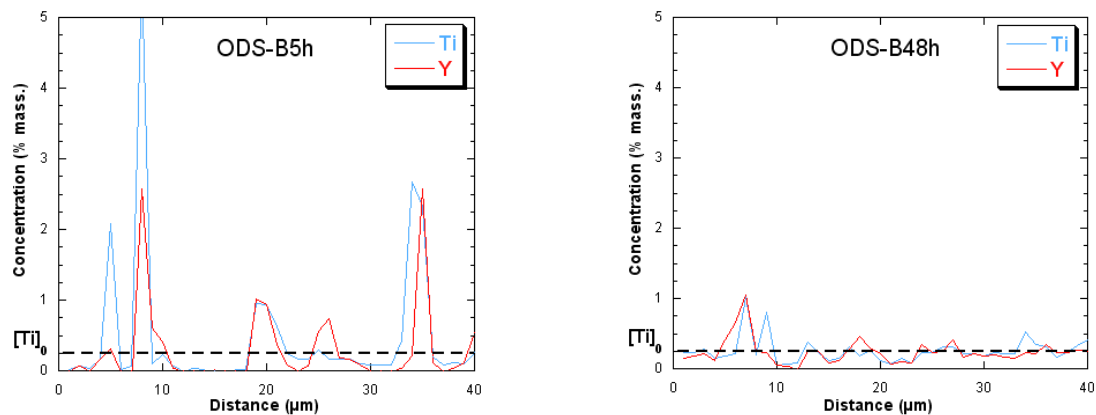 ODS-B5h
Ti
Y
Concentration (% mass.)
5
4
3
2
1
0
[Ti]0
0 10 20 30 40
Distance (µm)
ODS-B48h
Ti
Y
Concentration (% mass.)
5
4
3
2
1
0
[Ti]0
0 10 20 30 40
Distance (µm)